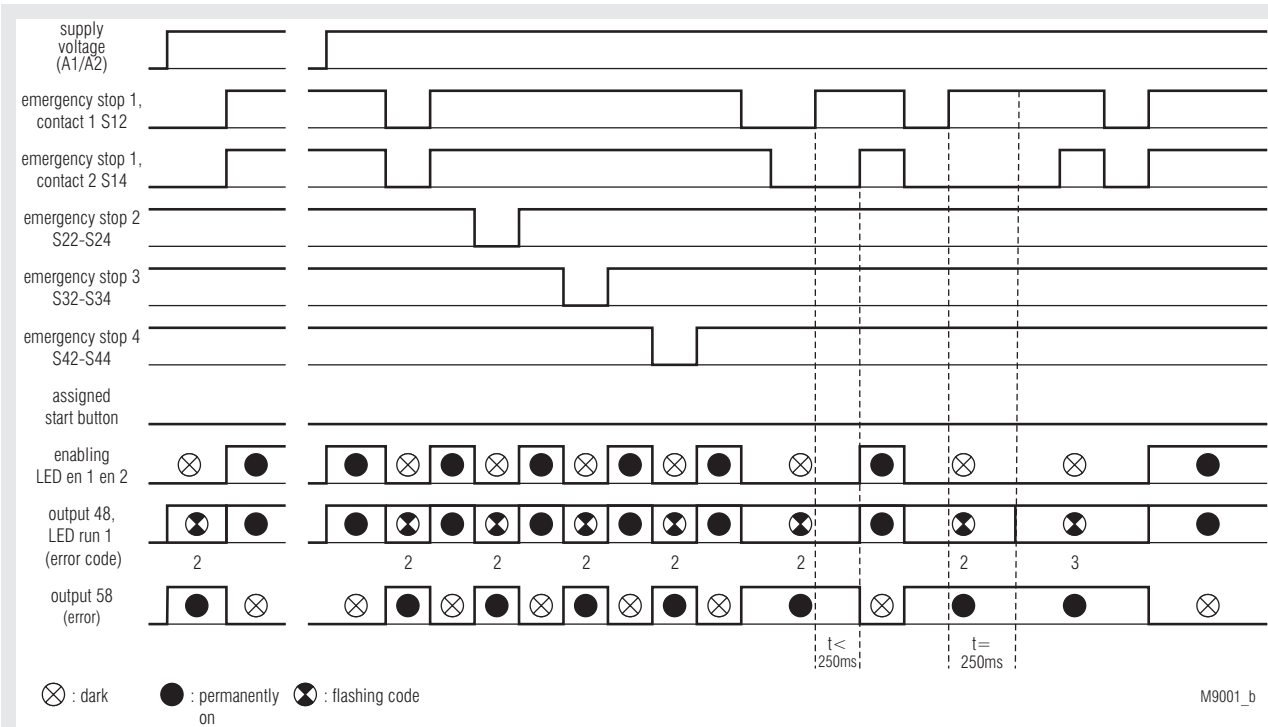 supply
voltage
(A1/A2)
emergency stop 1,
contact 1 S12
emergency stop 1,
contact 2 S14
emergency stop 2
S22-S24
emergency stop 3
S32-S34
emergency stop 4
S42-S44
assigned
start button
enabling
LED en 1 en 2
output 48,
LED run 1
(error code)
2 2 2 2 2 2 2 3
output 58
(error)
t<
250ms
t=
250ms
: dark
: permanently
on
: flashing code
M9001_b